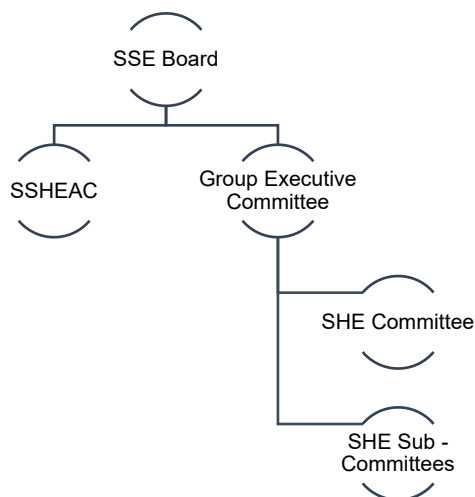 SSE Board
SSHEAC
Group Executive
Committee
SHE Committee
SHE Sub -
Committees